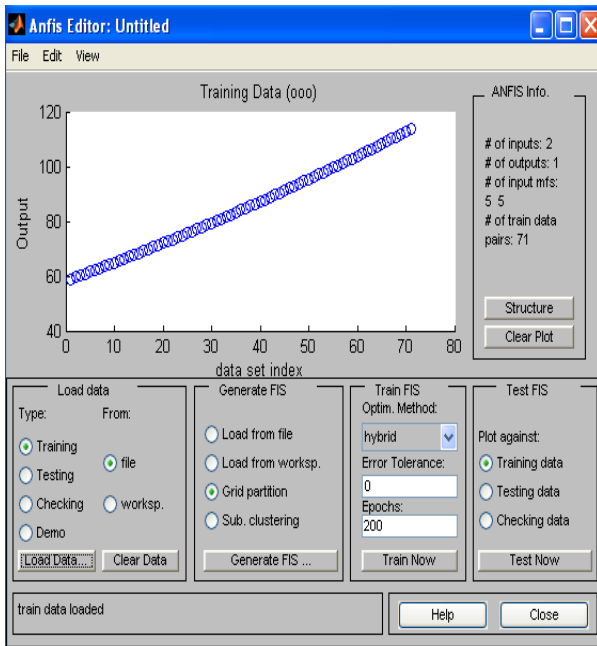 Anfis Editor: Untitled
File Edit View
Training Data (ooo)
120
100
80
60
40
Output
0 10 20 30 40 50 60 70 80
data set index
ANFIS Info.
# of inputs: 2
# of outputs: 1
# of input mfs:
5 5
# of train data
pairs: 71
Structure
Clear Plot
Load data
Type: From:
Training
Testing
Checking
Demo
file
worksp.
Load Data...
Clear Data
Generate FIS
Load from file
Load from worksp.
Grid partition
Sub. clustering
Generate FIS ...
Train FIS
Optim. Method:
hybrid
Error Tolerance:
0
Epochs:
200
Train Now
Test FIS
Plot against:
Training data
Testing data
Checking data
Test Now
train data loaded
Help
Close